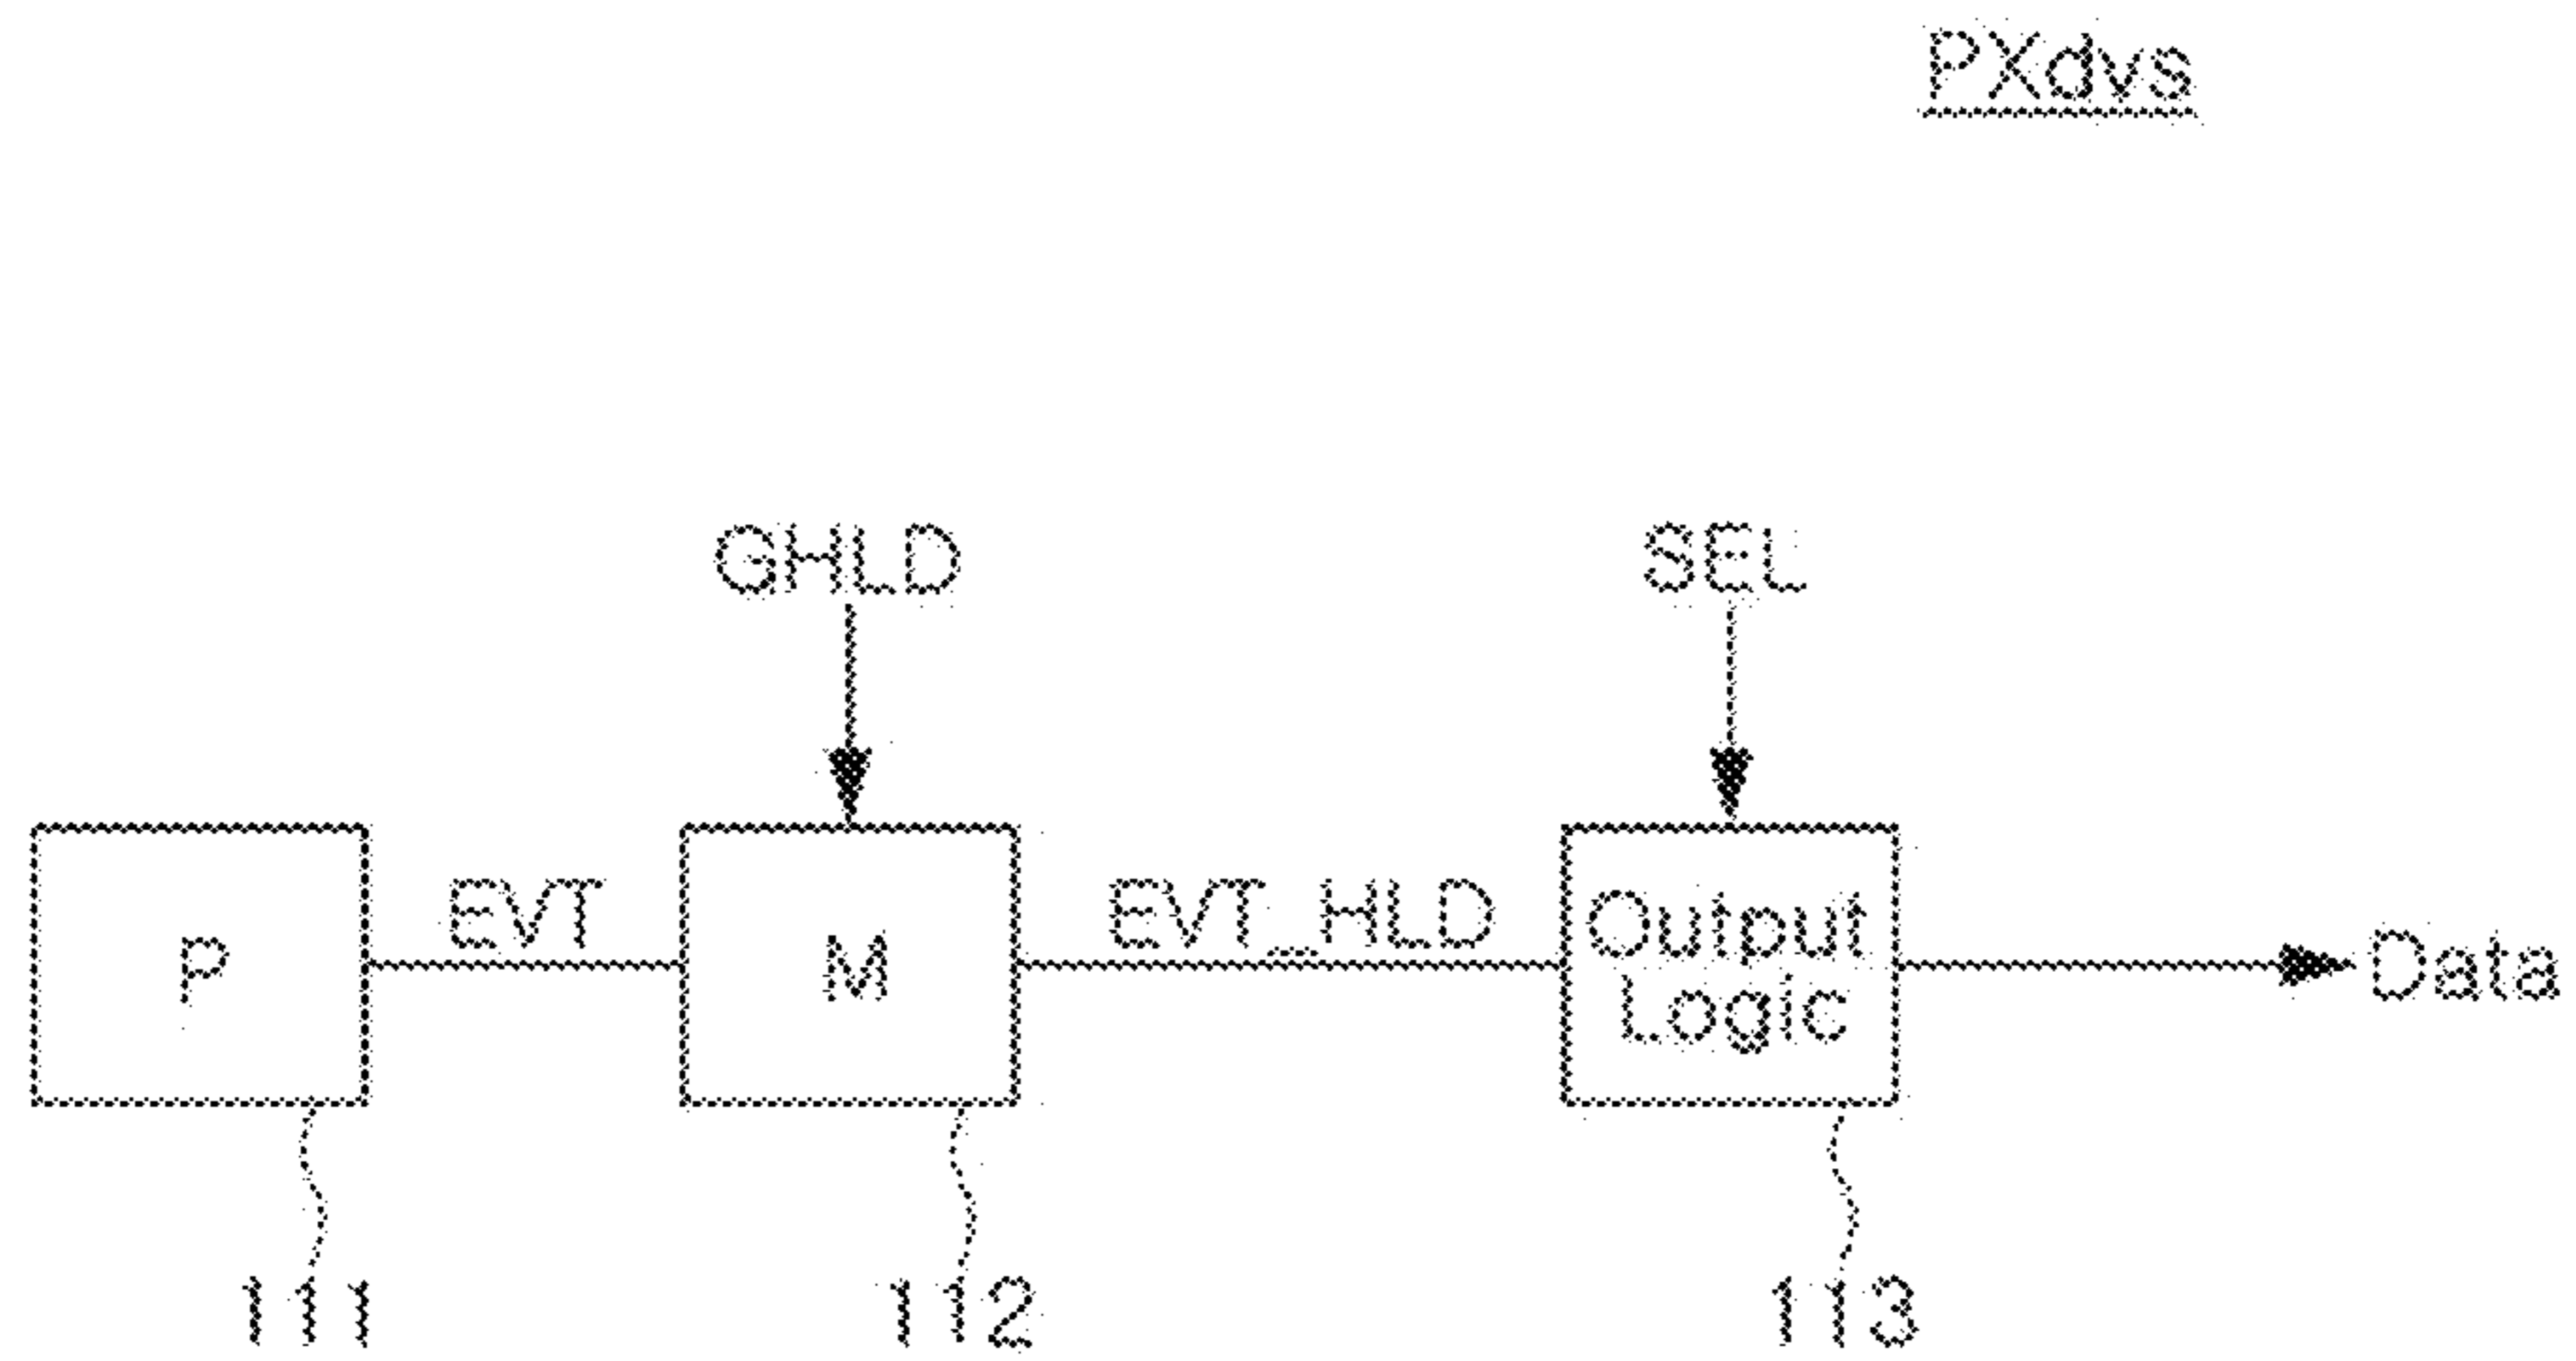 PXdvs
GHLD
SEL
P
EVT
M
EVT_HLD
Output
Logic
Data
111
112
113